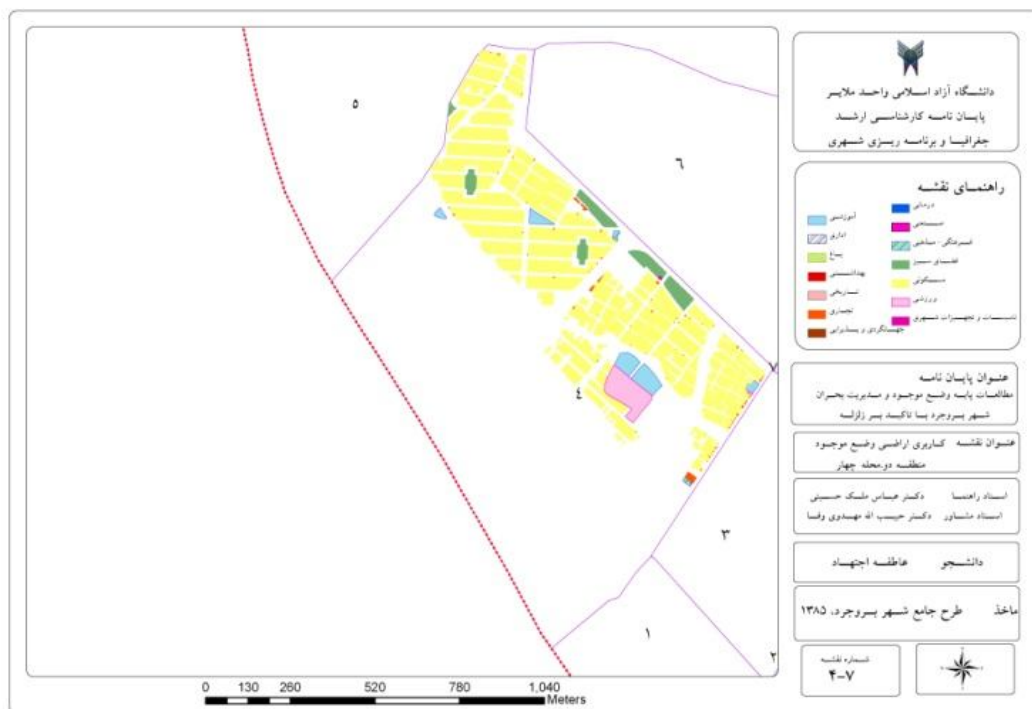 دانشگاه آزاد اسلامی واحد ملایر
پایان نامه کارشناسی ارشد
جغرافیا و برنامه ریزی شهری
راهنمای نقشه
آموزشی
اداری
باغ
بهداشتی
تاریخی
تجاری
جهانگردی و پذیرایی
درمانی
صنعتی
فرهنگی - مذهبی
فضای سبز
مسکونی
ورزشی
تاسیسات و تجهیزات شهری
عنوان پایان نامه
مطالعات پایه وضع موجود و مدیریت بحران
شهر بروجرد با تاکید بر زلزله
عنوان نقشه کاربری اراضی وضع موجود
منطقه دو، محله چهار
استاد راهنما دکتر عباس ملک حسینی
استاد مشاور دکتر حبیب الله مهدوی وفا
دانشجو عاطفه اجتهاد
ماخذ طرح جامع شهر بروجرد، ۱۳۸۵
شماره نقشه
۴-۷
۵
۶
۷
٤
۳
۱
۲
0 130 260 520 780 1,040
Meters